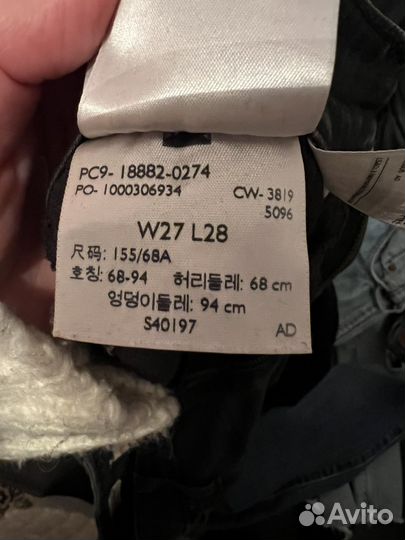 PC9- 18882-0274
PO- 1000306934 CW- 3819
5096
W27 L28
尺码: 155/68A
호칭: 68-94 허리둘레: 68 cm
엉덩이둘레: 94 cm
S40197 AD
Avito